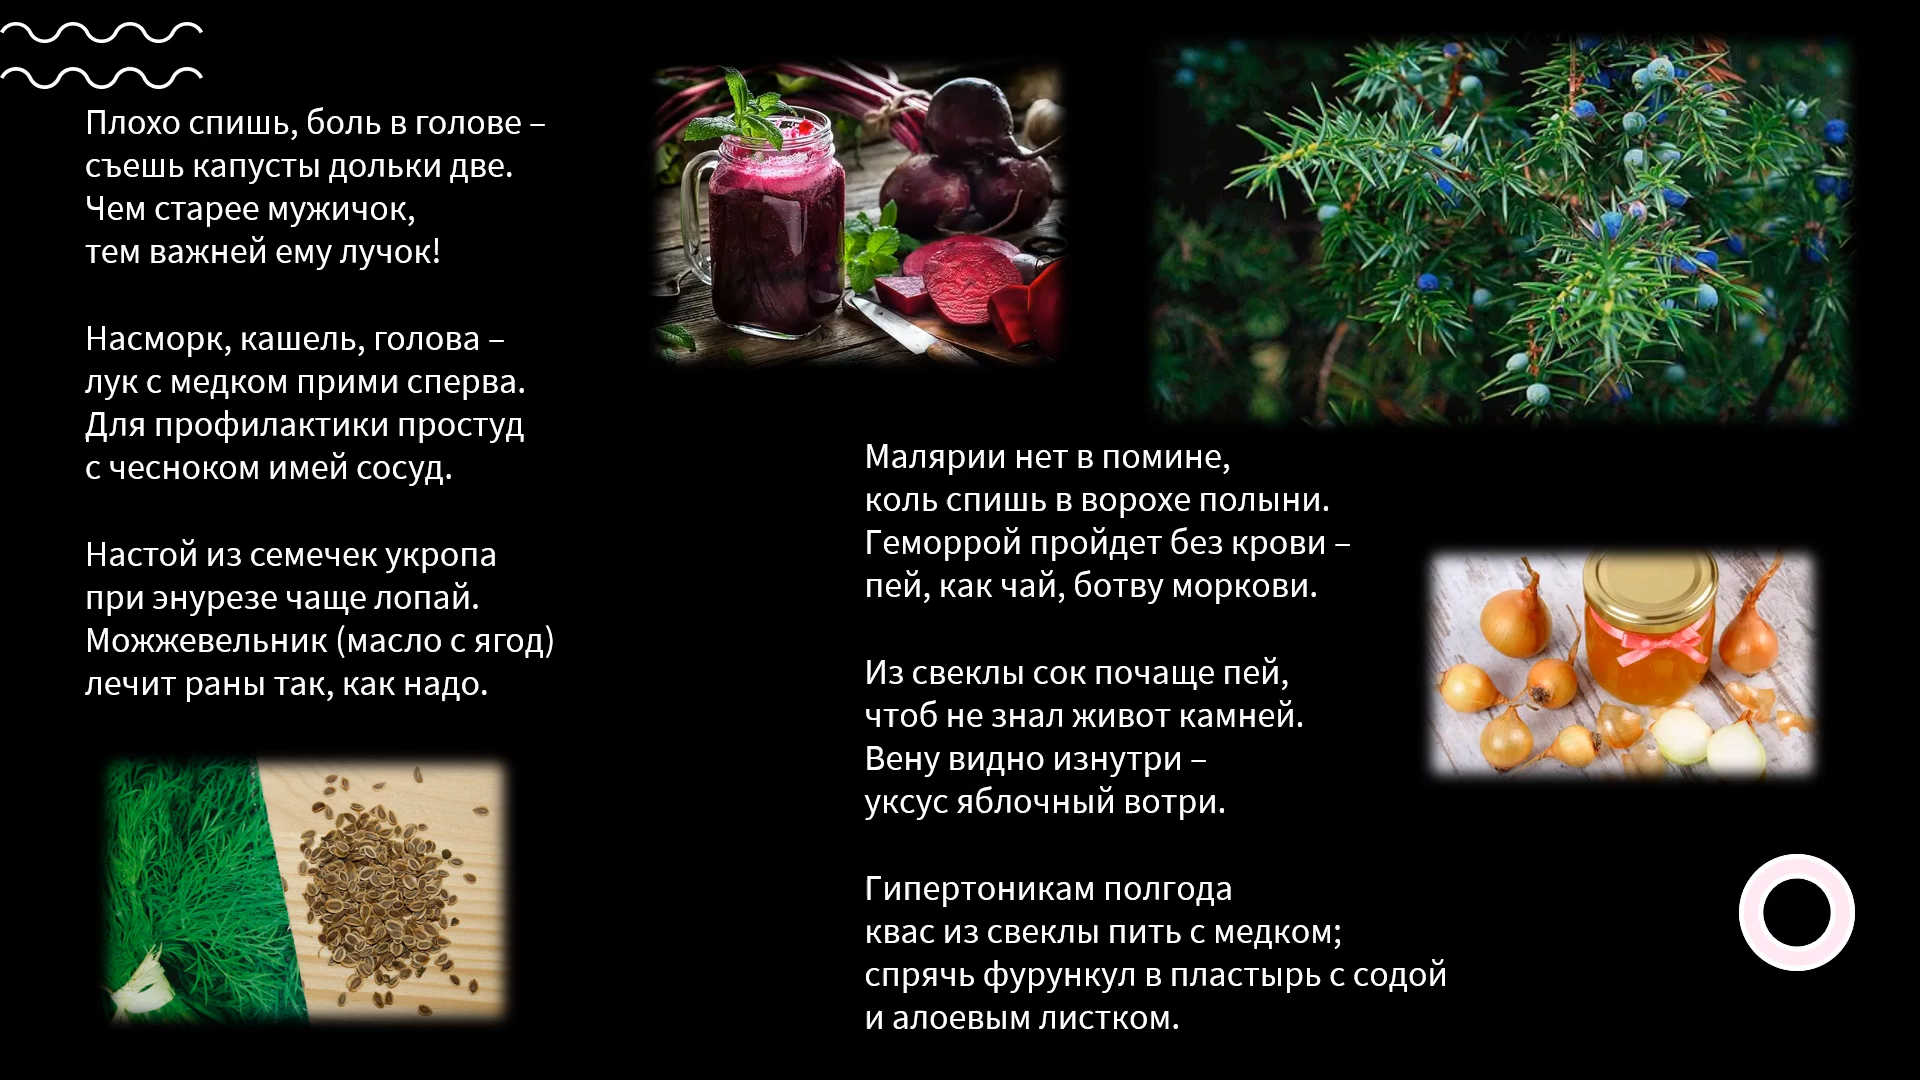 Плохо спишь, боль в голове –
съешь капусты дольки две.
Чем старее мужичок,
тем важней ему лучок!
Насморк, кашель, голова –
лук с медком прими сперва.
Для профилактики простуд
с чесноком имей сосуд.
Настой из семечек укропа
при энурезе чаще лопай.
Можжевельник (масло с ягод)
лечит раны так, как надо.
Малярии нет в помине,
коль спишь в ворохе полыни.
Геморрой пройдет без крови –
пей, как чай, ботву моркови.
Из свеклы сок почаще пей,
чтоб не знал живот камней.
Вену видно изнутри –
уксус яблочный вотри.
Гипертоникам полгода
квас из свеклы пить с медком;
спрячь фурункул в пластырь с содой
и алоевым листком.